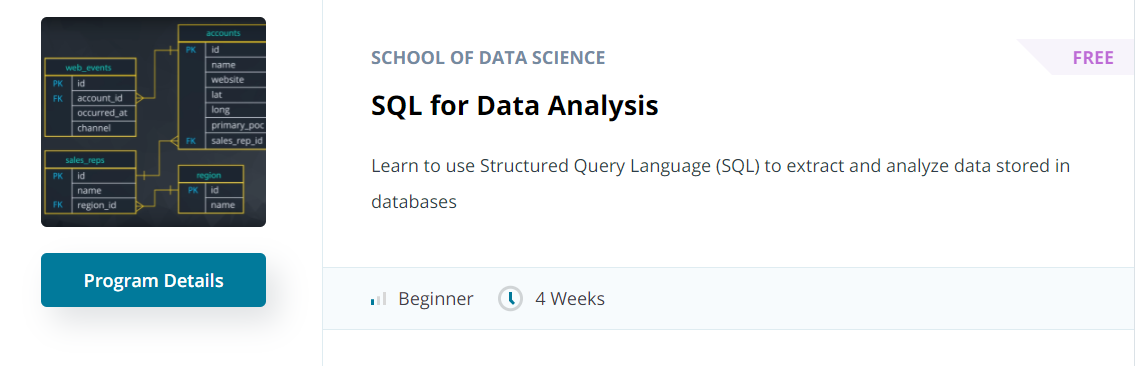 accounts
PK id
name
website
lat
long
primary_poc
FK sales_rep_id
web_events
PK id
FK account_id
occurred_at
channel
sales_reps
PK id
name
FK region_id
region
PK id
name
Program Details
SCHOOL OF DATA SCIENCE
FREE
SQL for Data Analysis
Learn to use Structured Query Language (SQL) to extract and analyze data stored in
databases
Beginner 4 Weeks